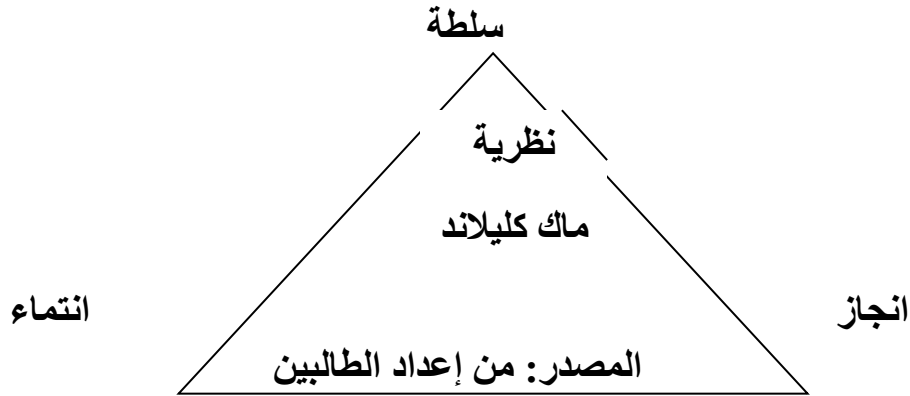 سلطة
نظرية
ماك كليلاند
انجاز
انتماء
المصدر: من إعداد الطالبين